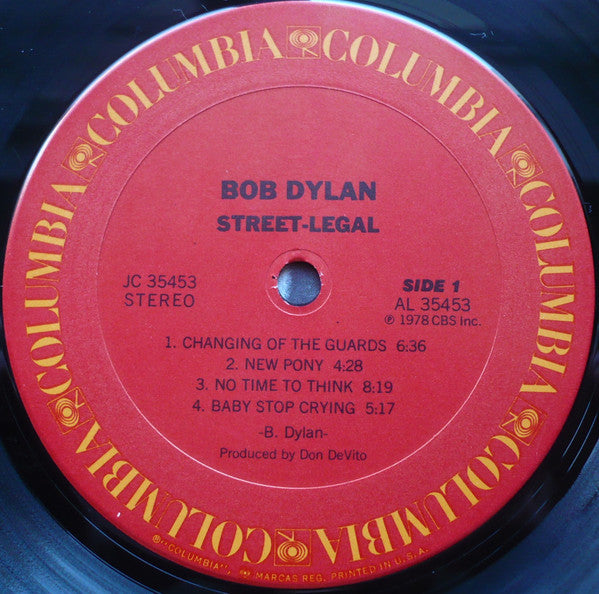 COLUMBIA COLUMBIA COLUMBIA COLUMBIA COLUMBIA COLUMBIA
BOB DYLAN
STREET-LEGAL
JC 35453
STEREO
SIDE 1
AL 35453
℗ 1978 CBS Inc.
1. CHANGING OF THE GUARDS 6:36
2. NEW PONY 4:28
3. NO TIME TO THINK 8:19
4. BABY STOP CRYING 5:17
-B. Dylan-
Produced by Don DeVito
®"COLUMBIA", ® MARCAS REG. PRINTED IN U.S.A.